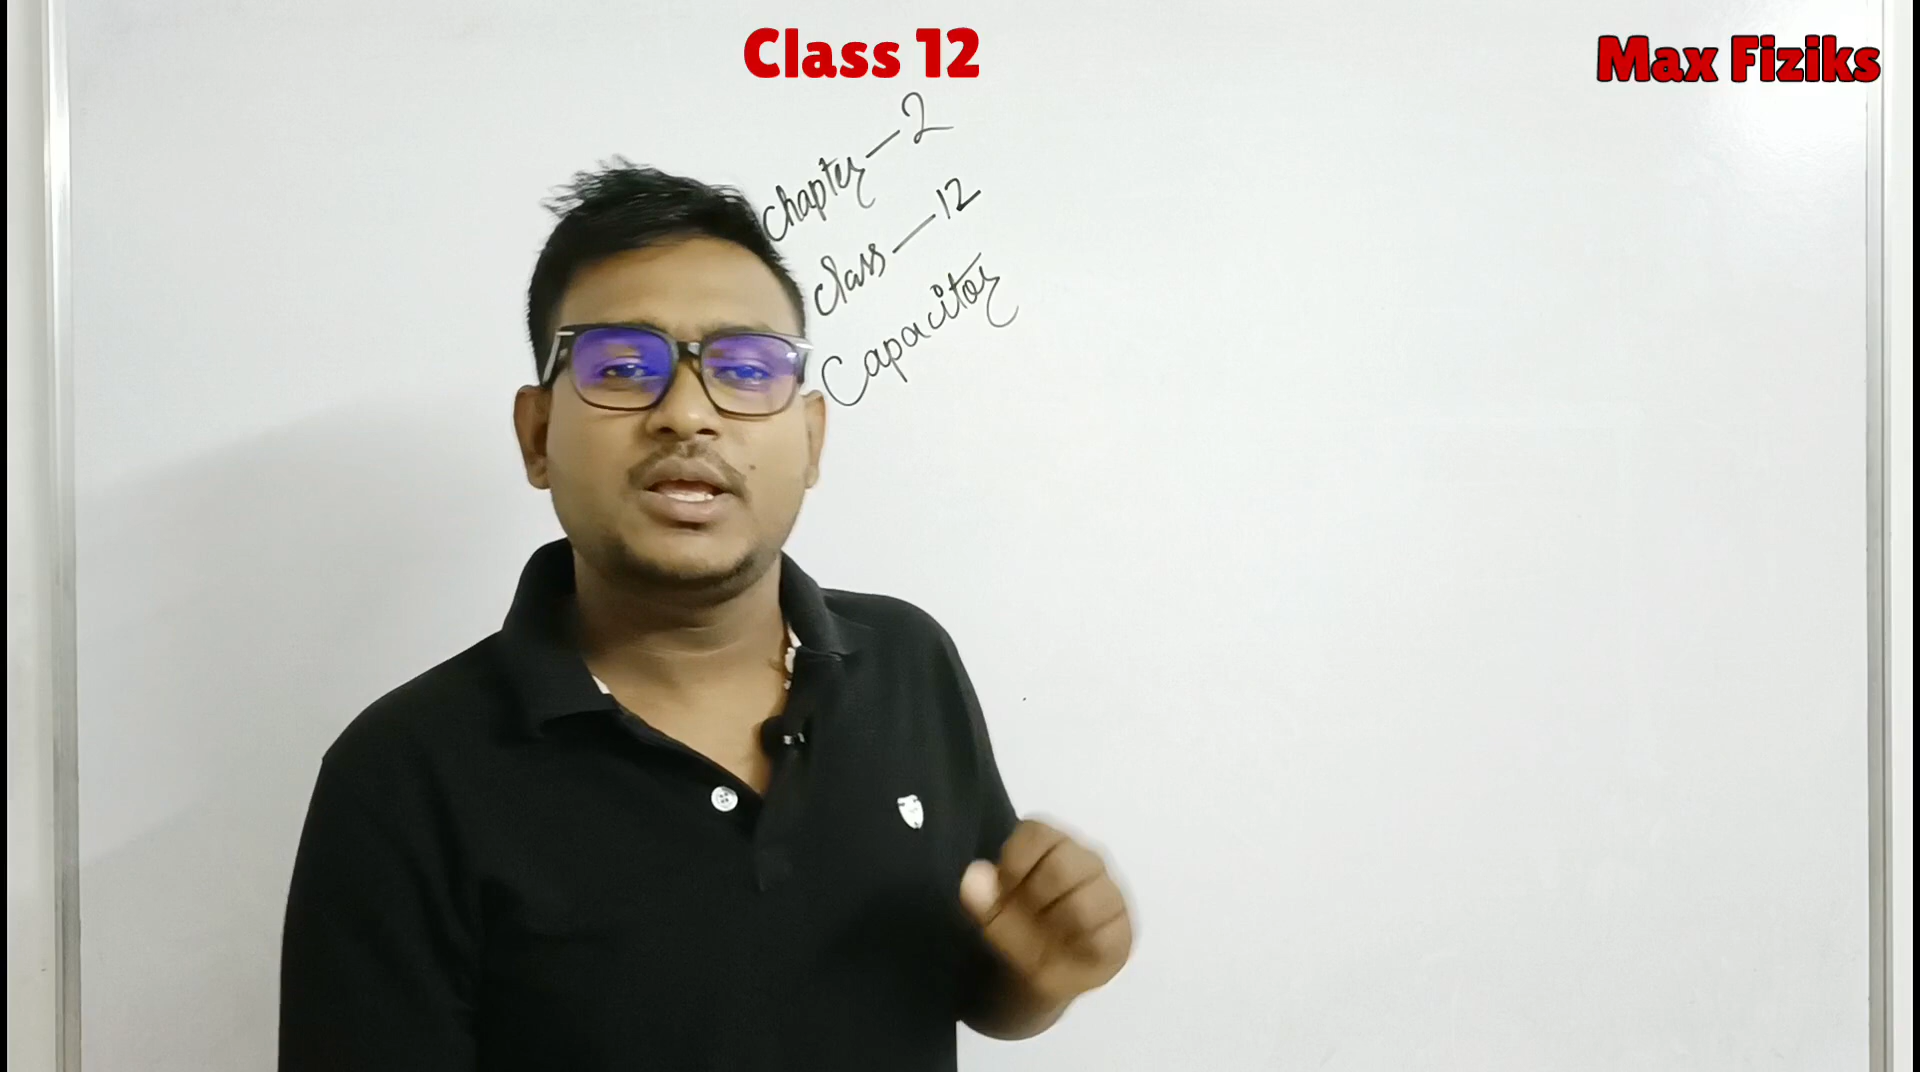 Class 12
Max Fiziks
Chapter - 2
Class - 12
Capacitor